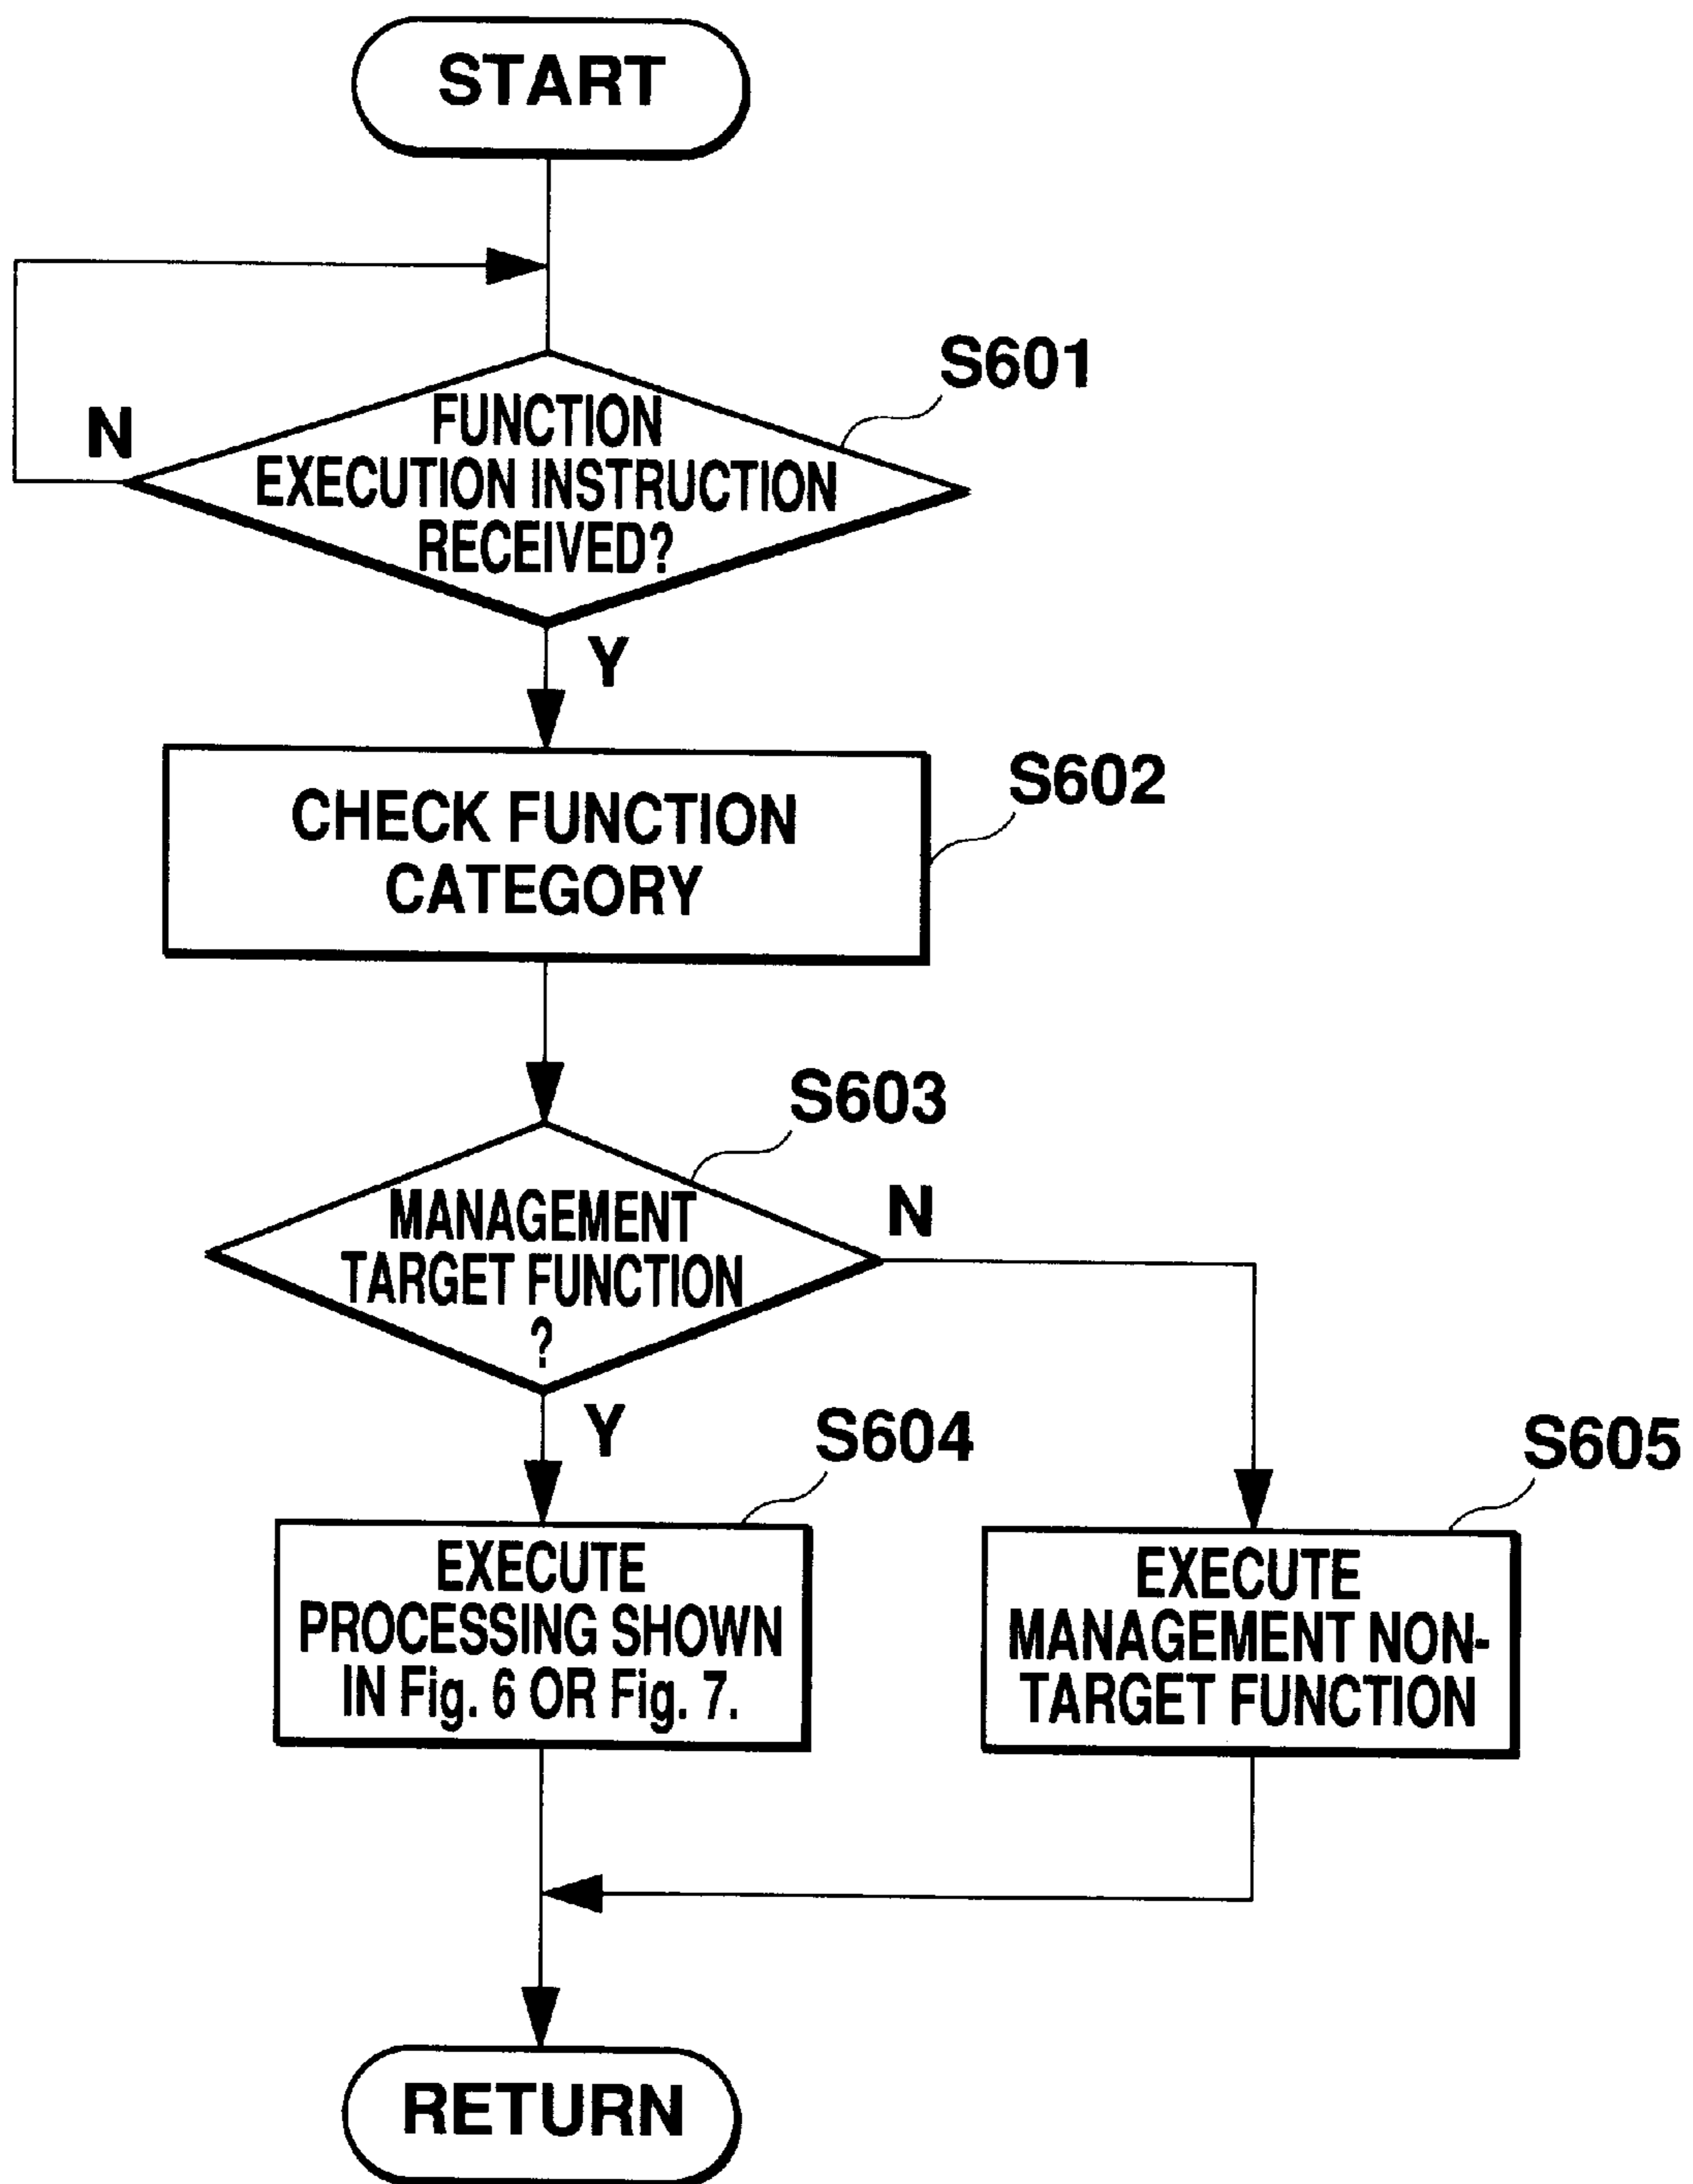 START
S601
N
FUNCTION
EXECUTION INSTRUCTION
RECEIVED?
Y
S602
CHECK FUNCTION
CATEGORY
S603
MANAGEMENT
TARGET FUNCTION
?
N
Y
S604
S605
EXECUTE
PROCESSING SHOWN
IN Fig. 6 OR Fig. 7.
EXECUTE
MANAGEMENT NON-
TARGET FUNCTION
RETURN